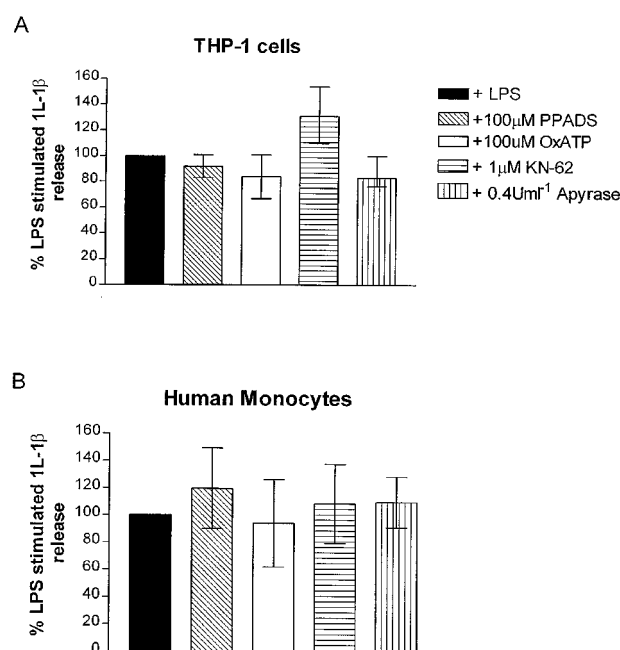 A
THP-1 cells
% LPS stimulated 1L-1β
release
160
140
120
100
80
60
40
20
0
+ LPS
+100µM PPADS
+100uM OxATP
+ 1µM KN-62
+ 0.4Uml-1 Apyrase
B
Human Monocytes
% LPS stimulated 1L-1β
release
160
140
120
100
80
60
40
20
0